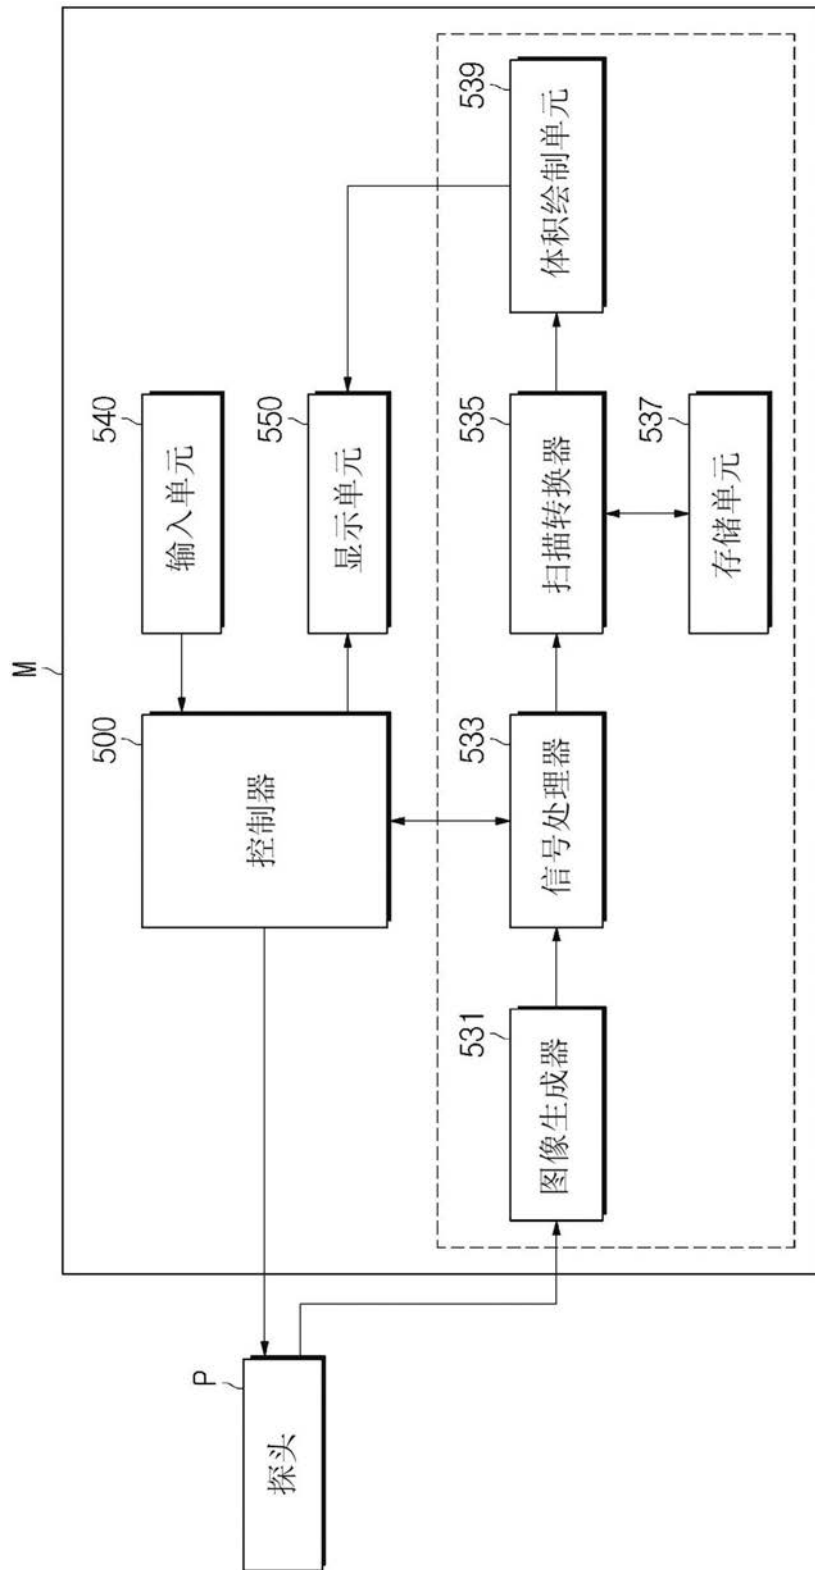 M
500
控制器
540
输入单元
550
显示单元
P
探头
531
图像生成器
533
信号处理器
535
扫描转换器
539
体积绘制单元
537
存储单元